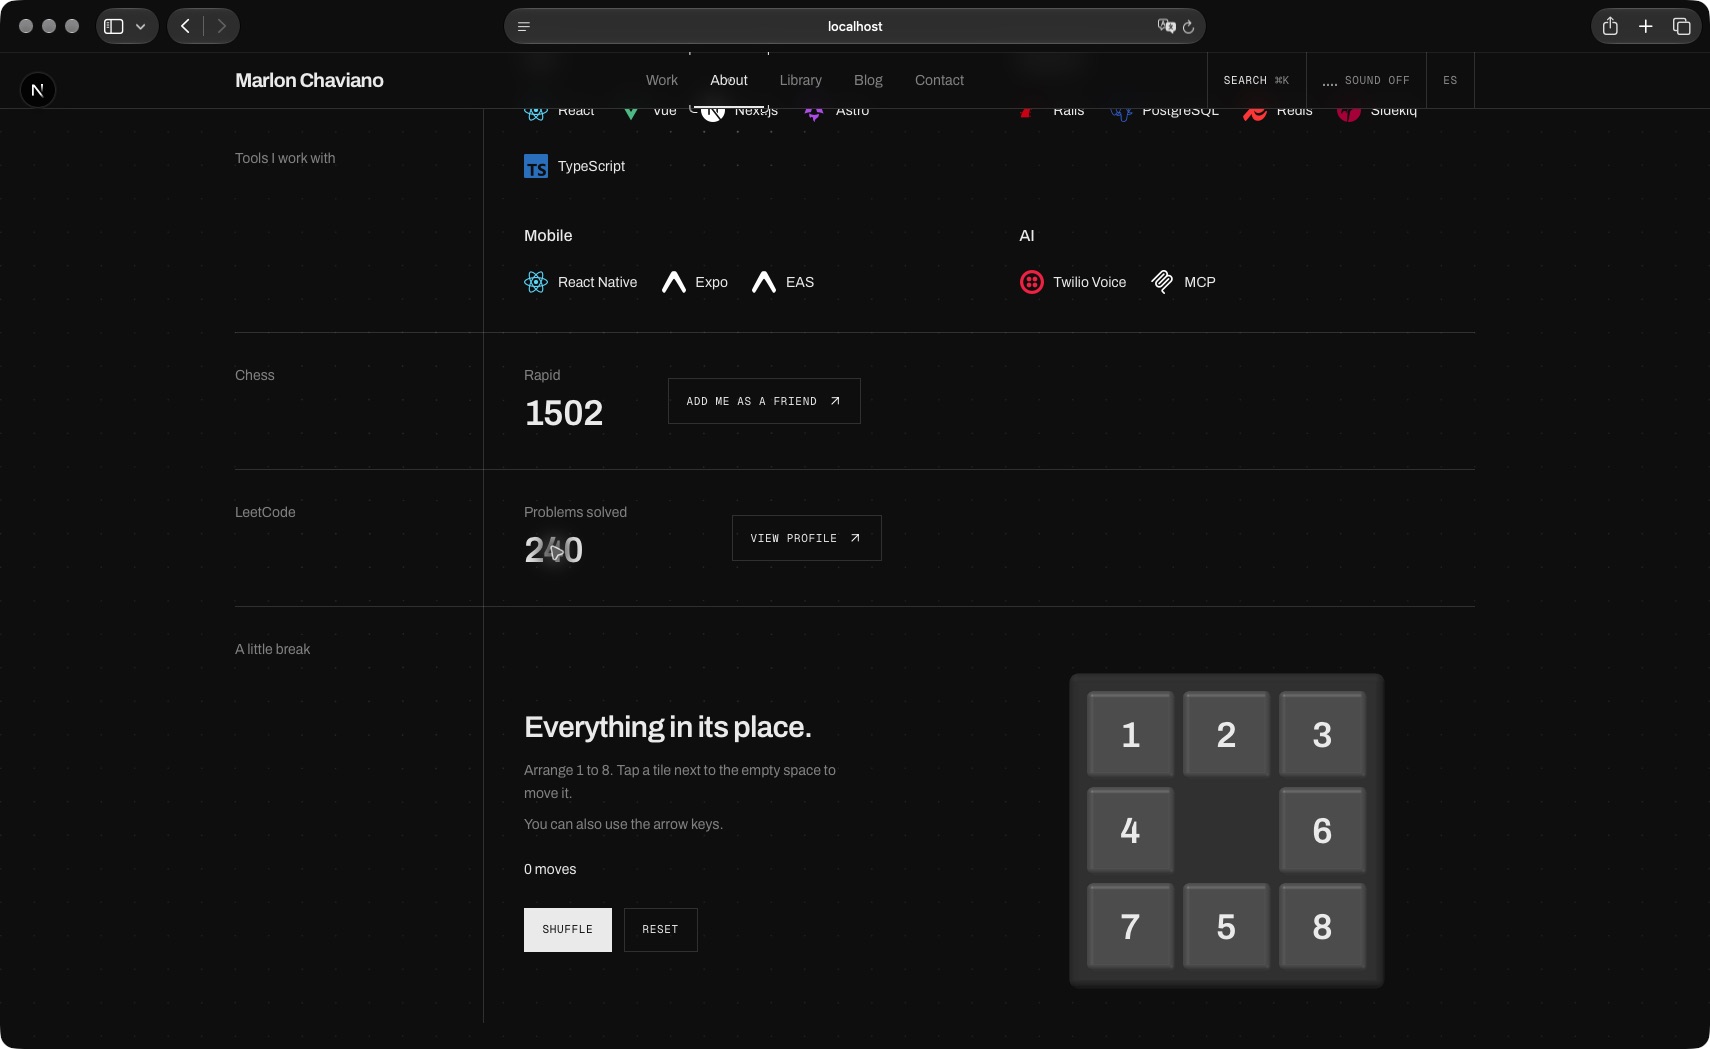 localhost
Marlon Chaviano
Work
About
Library
Blog
Contact
SEARCH ⌘K
SOUND OFF
ES
React
Vue
Next.js
Astro
Rails
PostgreSQL
Redis
Sidekiq
Tools I work with
TS
TypeScript
Mobile
AI
React Native
Expo
EAS
Twilio Voice
MCP
Chess
Rapid
1502
ADD ME AS A FRIEND
LeetCode
Problems solved
240
VIEW PROFILE
A little break
Everything in its place.
Arrange 1 to 8. Tap a tile next to the empty space to
move it.
You can also use the arrow keys.
0 moves
SHUFFLE
RESET
1 2 3
4 6
7 5 8